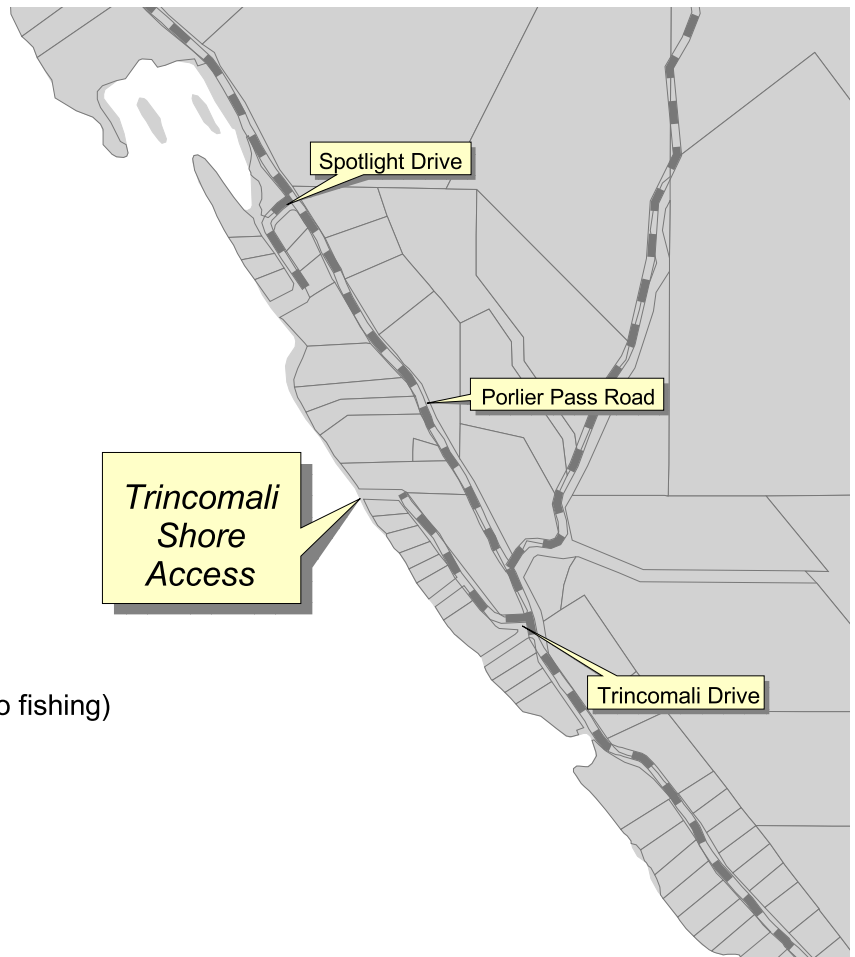 Spotlight Drive
Porlier Pass Road
Trincomali
Shore
Access
Trincomali Drive
fishing)